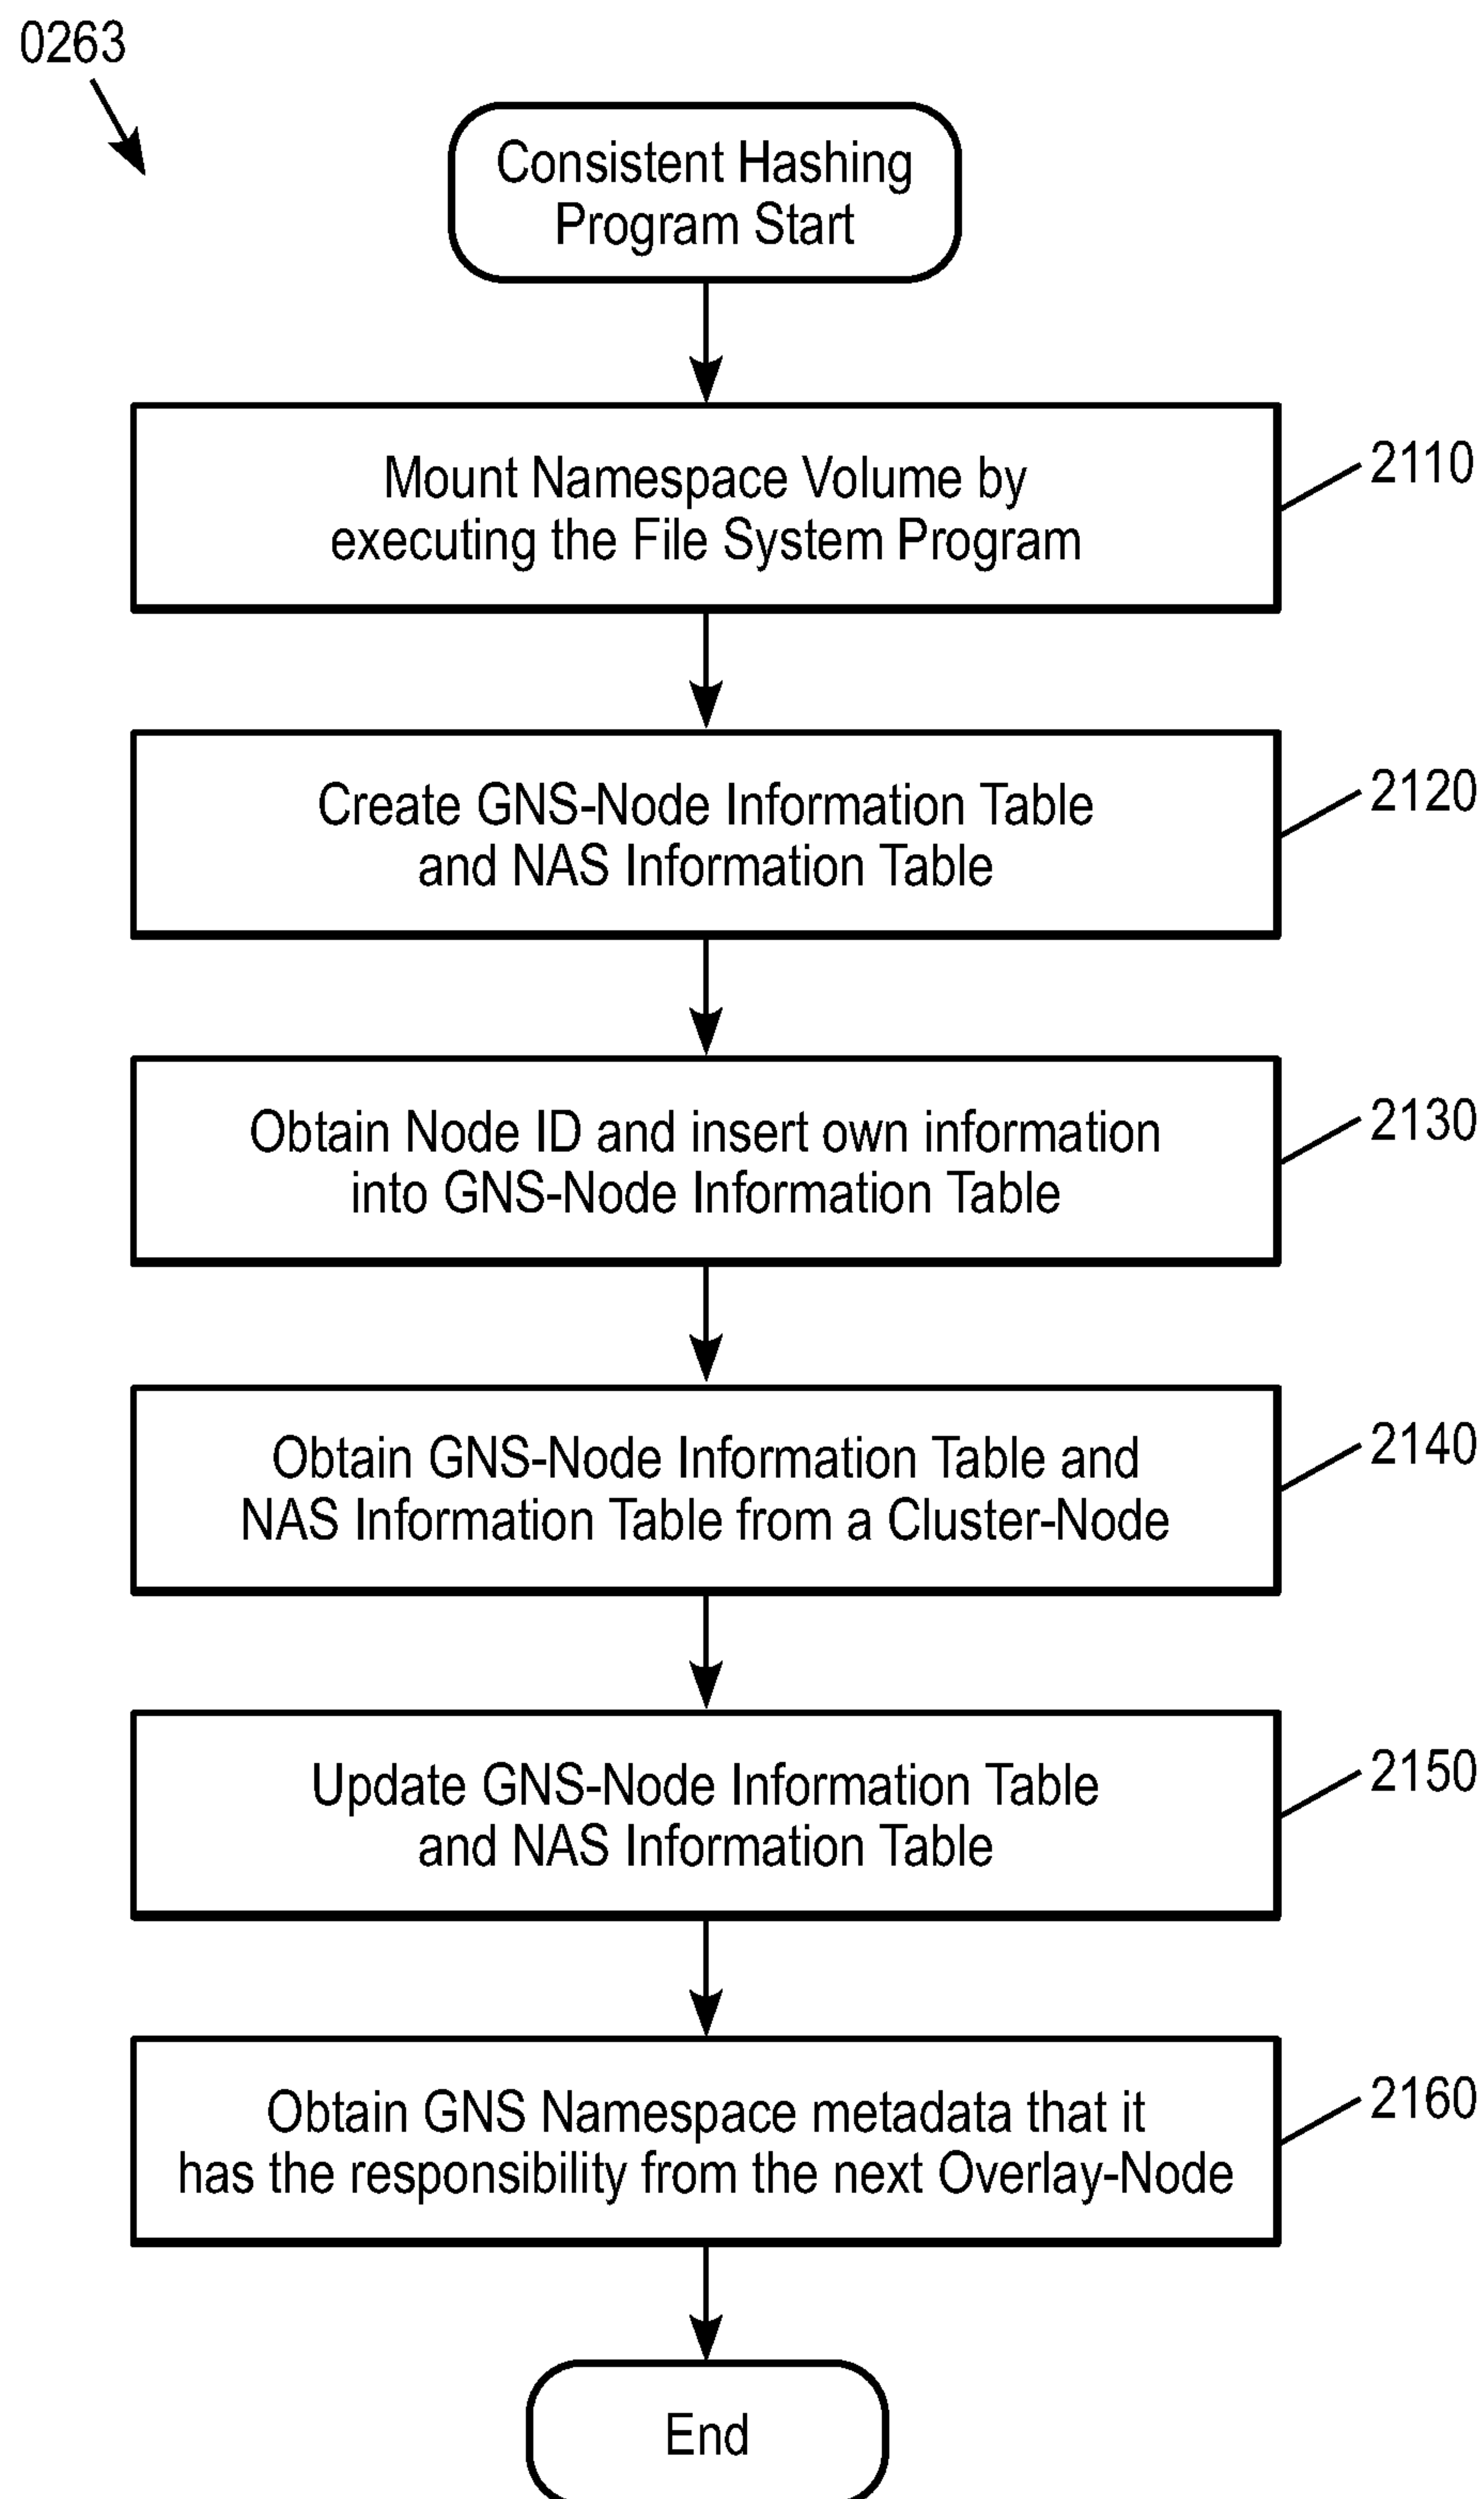 0263
Consistent Hashing
Program Start
Mount Namespace Volume by
executing the File System Program
2110
Create GNS-Node Information Table
and NAS Information Table
2120
Obtain Node ID and insert own information
into GNS-Node Information Table
2130
Obtain GNS-Node Information Table and
NAS Information Table from a Cluster-Node
2140
Update GNS-Node Information Table
and NAS Information Table
2150
Obtain GNS Namespace metadata that it
has the responsibility from the next Overlay-Node
2160
End